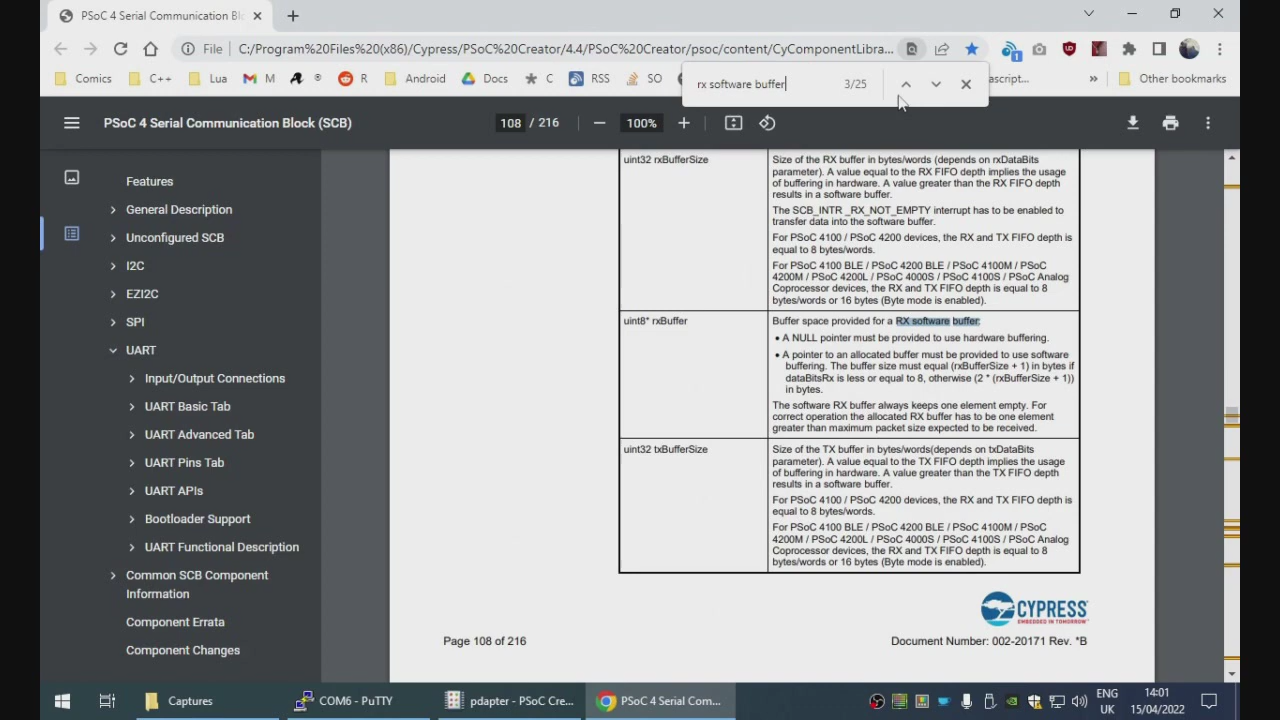 PSoC 4 Serial Communication Bl
File
C:/Program%20Files%20(x86)/Cypress/PSoC%20Creator/4.4/PSoC%20Creator/psoc/content/CyComponentLibra...
Comics
C++
Lua
M
R
Android
Docs
C
RSS
SO
rx software buffer
3/25
ascript...
»
Other bookmarks
PSoC 4 Serial Communication Block (SCB)
108 / 216
100%
Features
General Description
Unconfigured SCB
I2C
EZI2C
SPI
UART
Input/Output Connections
UART Basic Tab
UART Advanced Tab
UART Pins Tab
UART APIs
Bootloader Support
UART Functional Description
Common SCB Component
Information
Component Errata
Component Changes
uint32 rxBufferSize
Size of the RX buffer in bytes/words (depends on rxDataBits
parameter). A value equal to the RX FIFO depth implies the usage
of buffering in hardware. A value greater than the RX FIFO depth
results in a software buffer.
The SCB_INTR _RX_NOT_EMPTY interrupt has to be enabled to
transfer data into the software buffer.
For PSoC 4100 / PSoC 4200 devices, the RX and TX FIFO depth is
equal to 8 bytes/words.
For PSoC 4100 BLE / PSoC 4200 BLE / PSoC 4100M / PSoC
4200M / PSoC 4200L / PSoC 4000S / PSoC 4100S / PSoC Analog
Coprocessor devices, the RX and TX FIFO depth is equal to 8
bytes/words or 16 bytes (Byte mode is enabled).
uint8* rxBuffer
Buffer space provided for a RX software buffer:
• A NULL pointer must be provided to use hardware buffering.
• A pointer to an allocated buffer must be provided to use software
buffering. The buffer size must equal (rxBufferSize + 1) in bytes if
dataBitsRx is less or equal to 8, otherwise (2 * (rxBufferSize + 1))
in bytes.
The software RX buffer always keeps one element empty. For
correct operation the allocated RX buffer has to be one element
greater than maximum packet size expected to be received.
uint32 txBufferSize
Size of the TX buffer in bytes/words(depends on txDataBits
parameter). A value equal to the TX FIFO depth implies the usage
of buffering in hardware. A value greater than the TX FIFO depth
results in a software buffer.
For PSoC 4100 / PSoC 4200 devices, the RX and TX FIFO depth is
equal to 8 bytes/words.
For PSoC 4100 BLE / PSoC 4200 BLE / PSoC 4100M / PSoC
4200M / PSoC 4200L / PSoC 4000S / PSoC 4100S / PSoC Analog
Coprocessor devices, the RX and TX FIFO depth is equal to 8
bytes/words or 16 bytes (Byte mode is enabled).
CYPRESS
EMBEDDED IN TOMORROW
Page 108 of 216
Document Number: 002-20171 Rev. *B
Captures
COM6 - PuTTY
pdapter - PSoC Cre...
PSoC 4 Serial Com...
ENG
UK
14:01
15/04/2022